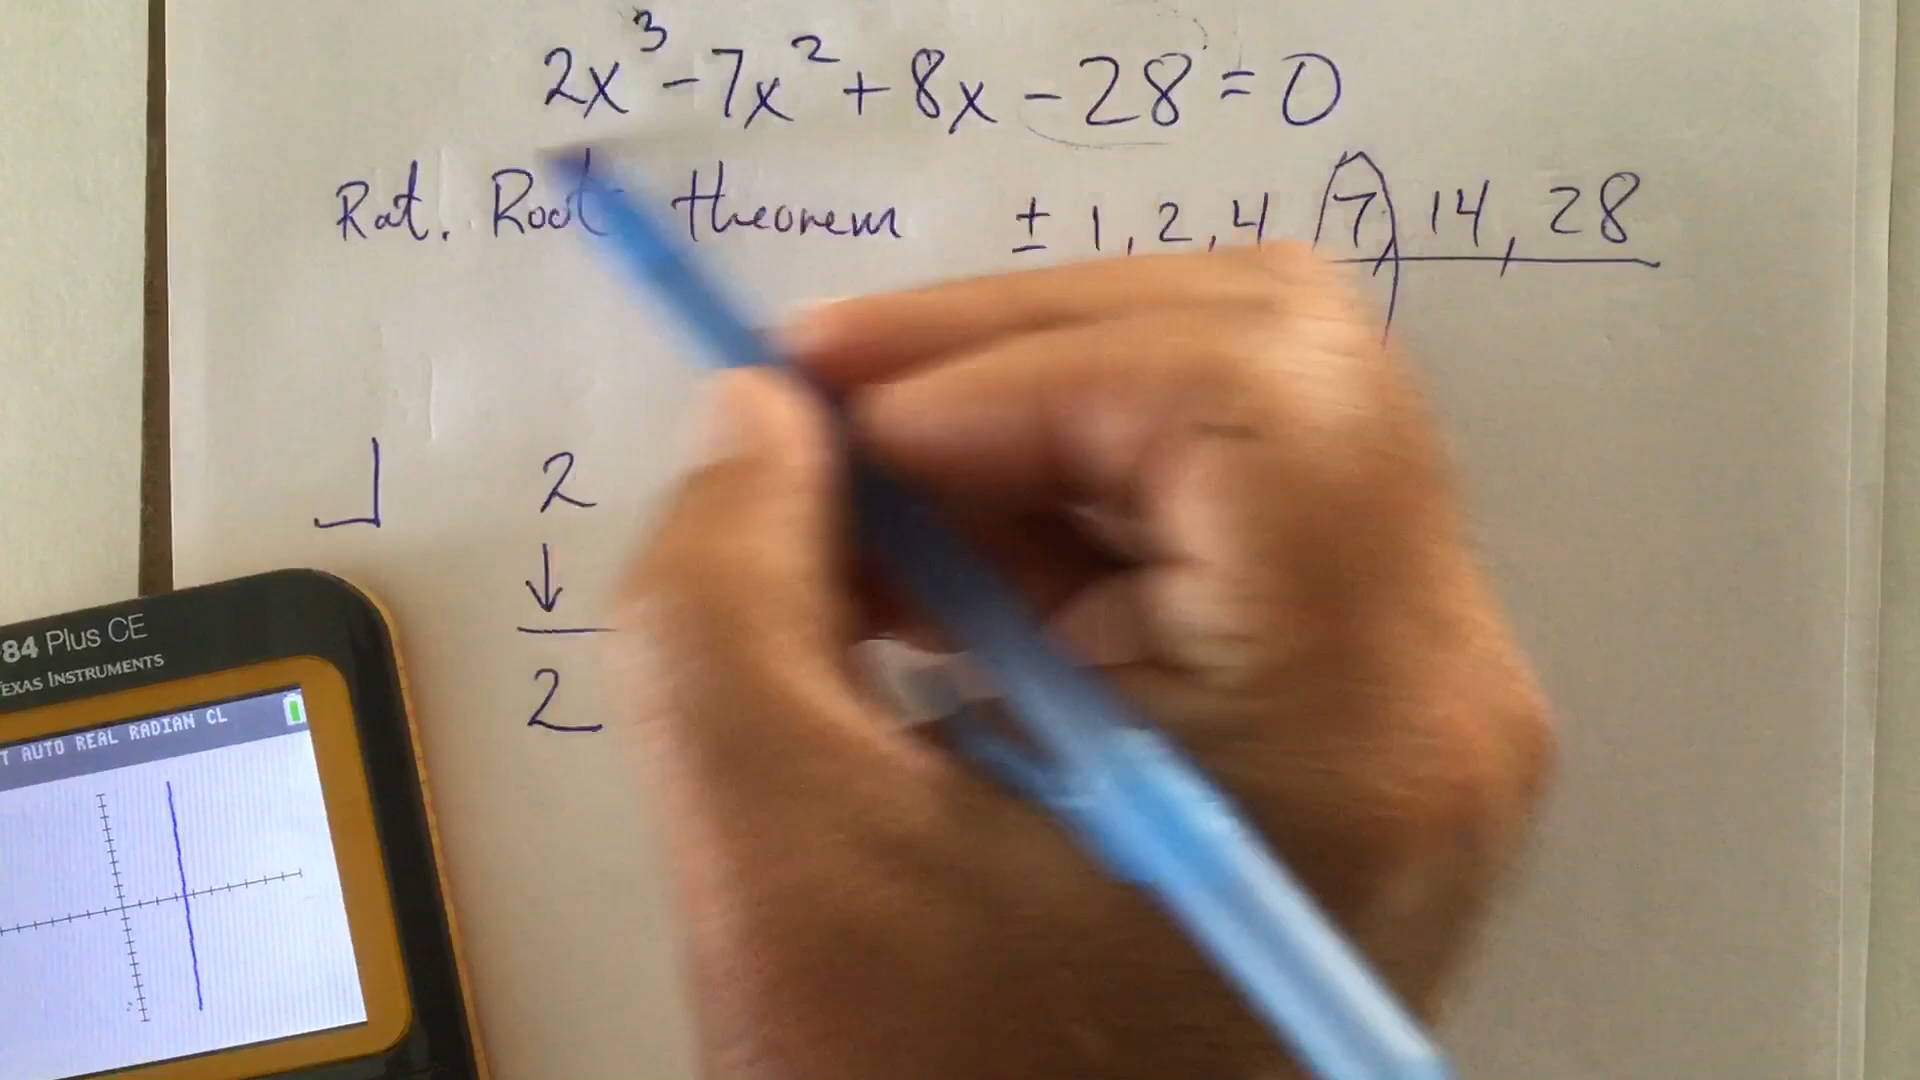 2x³-7x²+8x-28=0
Rat. Root theorem ± 1, 2, 4 7, 14, 28
2
↓
2
84 Plus CE
TEXAS INSTRUMENTS
T AUTO REAL RADIAN CL